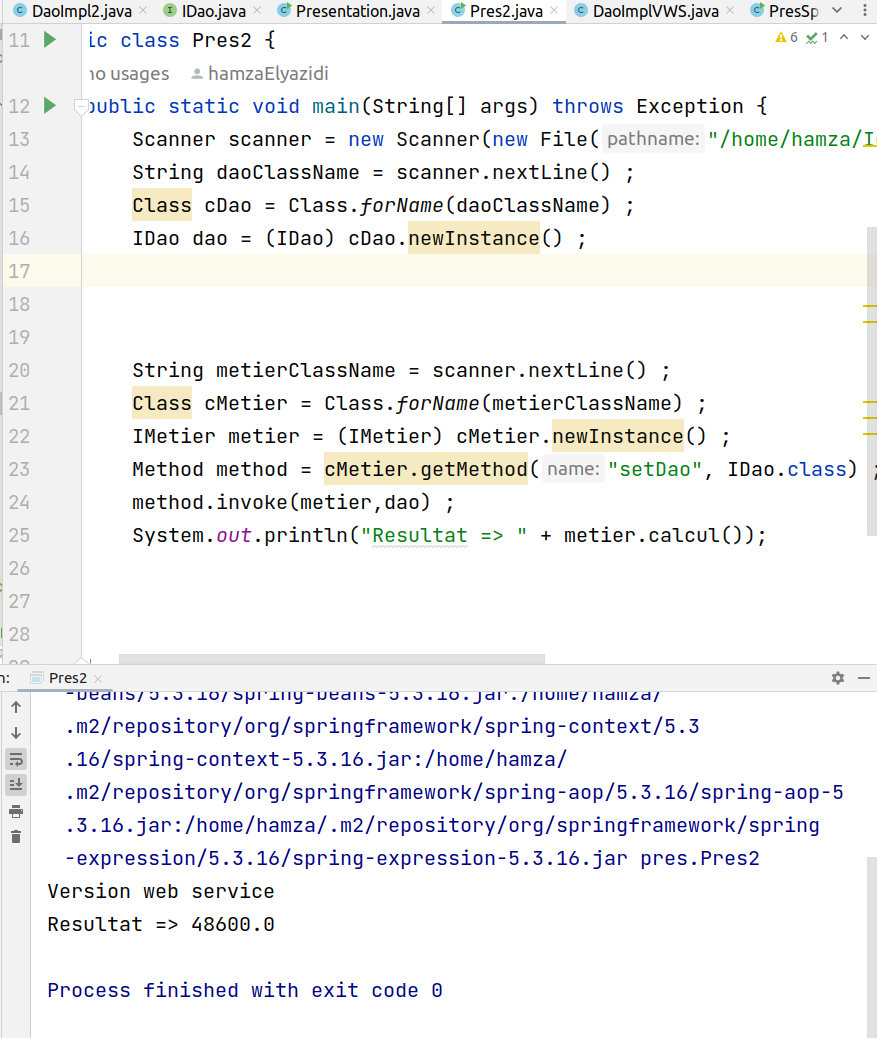 DaoImpl2.java IDao.java Presentation.java Pres2.java DaoImplVWS.java PresSp
11 ic class Pres2 { 6 1
no usages hamzaElyazidi
12 public static void main(String[] args) throws Exception {
13 Scanner scanner = new Scanner(new File( pathname: "/home/hamza/I
14 String daoClassName = scanner.nextLine() ;
15 Class cDao = Class.forName(daoClassName) ;
16 IDao dao = (IDao) cDao.newInstance() ;
17
18
19
20 String metierClassName = scanner.nextLine() ;
21 Class cMetier = Class.forName(metierClassName) ;
22 IMetier metier = (IMetier) cMetier.newInstance() ;
23 Method method = cMetier.getMethod( name: "setDao", IDao.class) ;
24 method.invoke(metier,dao) ;
25 System.out.println("Resultat => " + metier.calcul());
26
27
28
n: Pres2
-beans/5.3.16/spring-beans-5.3.16.jar:/home/hamza/
.m2/repository/org/springframework/spring-context/5.3
.16/spring-context-5.3.16.jar:/home/hamza/
.m2/repository/org/springframework/spring-aop/5.3.16/spring-aop-5
.3.16.jar:/home/hamza/.m2/repository/org/springframework/spring
-expression/5.3.16/spring-expression-5.3.16.jar pres.Pres2
Version web service
Resultat => 48600.0
Process finished with exit code 0